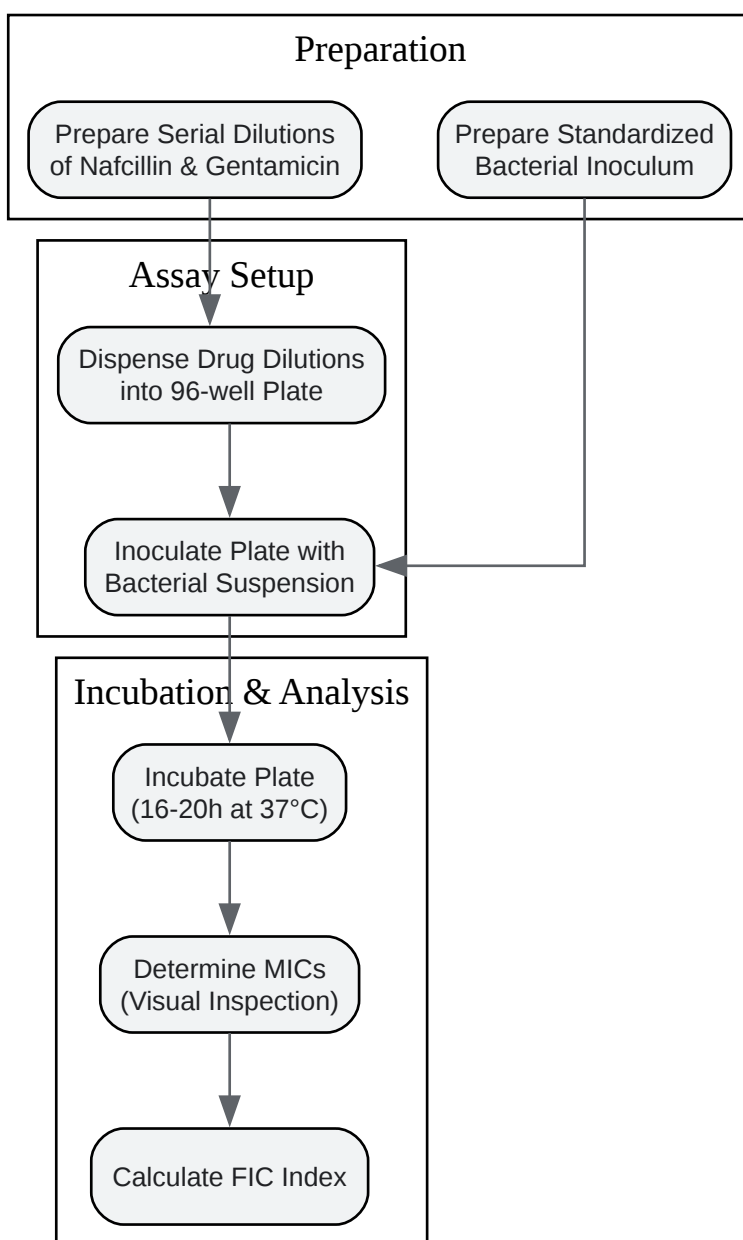 Preparation
Prepare Serial Dilutions
of Nafcillin & Gentamicin
Prepare Standardized
Bacterial Inoculum
Assay Setup
Dispense Drug Dilutions
into 96-well Plate
Inoculate Plate with
Bacterial Suspension
Incubation & Analysis
Incubate Plate
(16-20h at 37°C)
Determine MICs
(Visual Inspection)
Calculate FIC Index